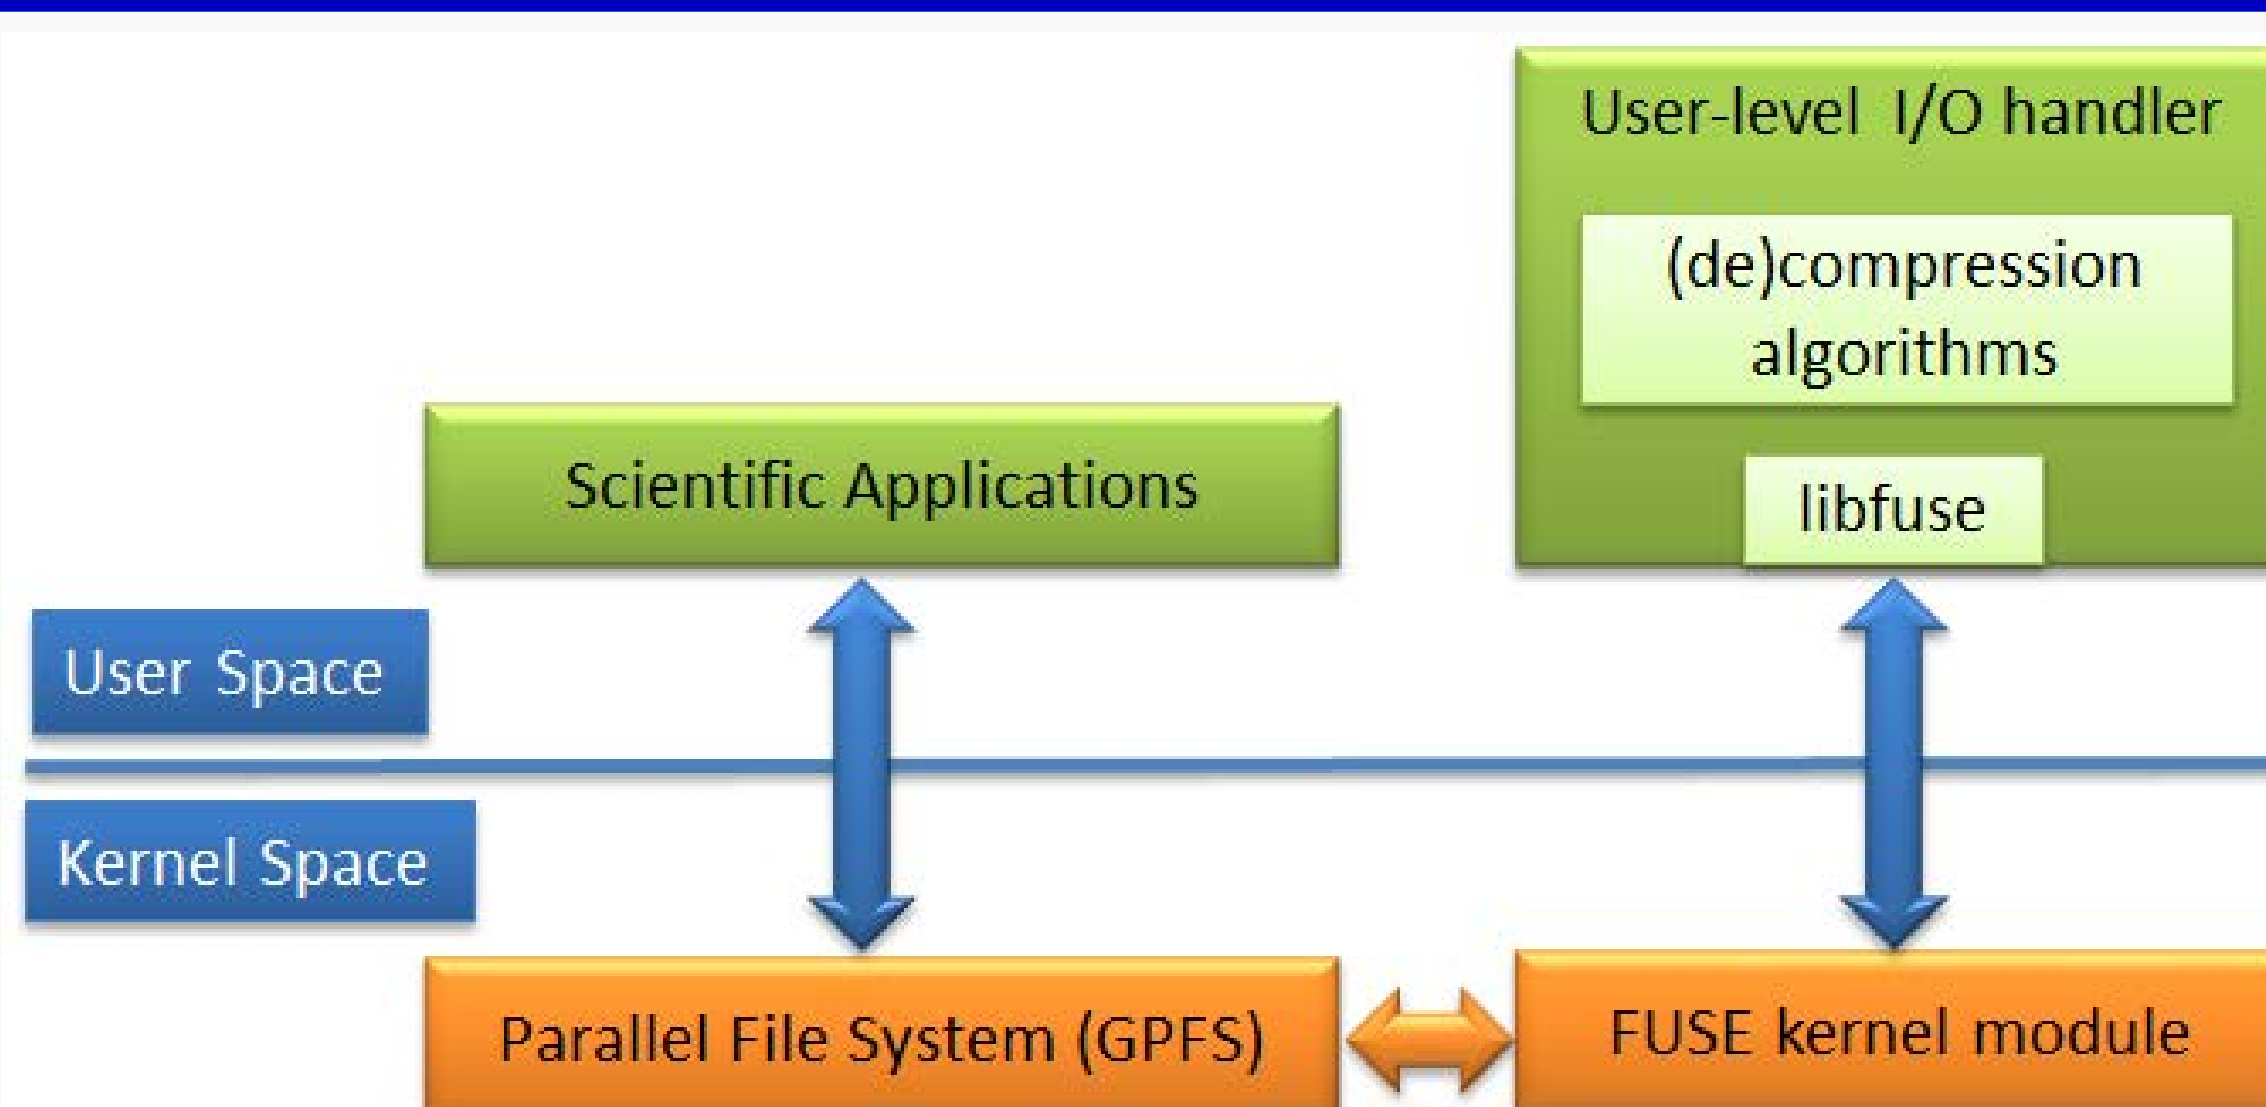 User-level I/O handler
(de)compression
algorithms
Scientific Applications
libfuse
User Space
Kernel Space
Parallel File System (GPFS)
FUSE kernel module